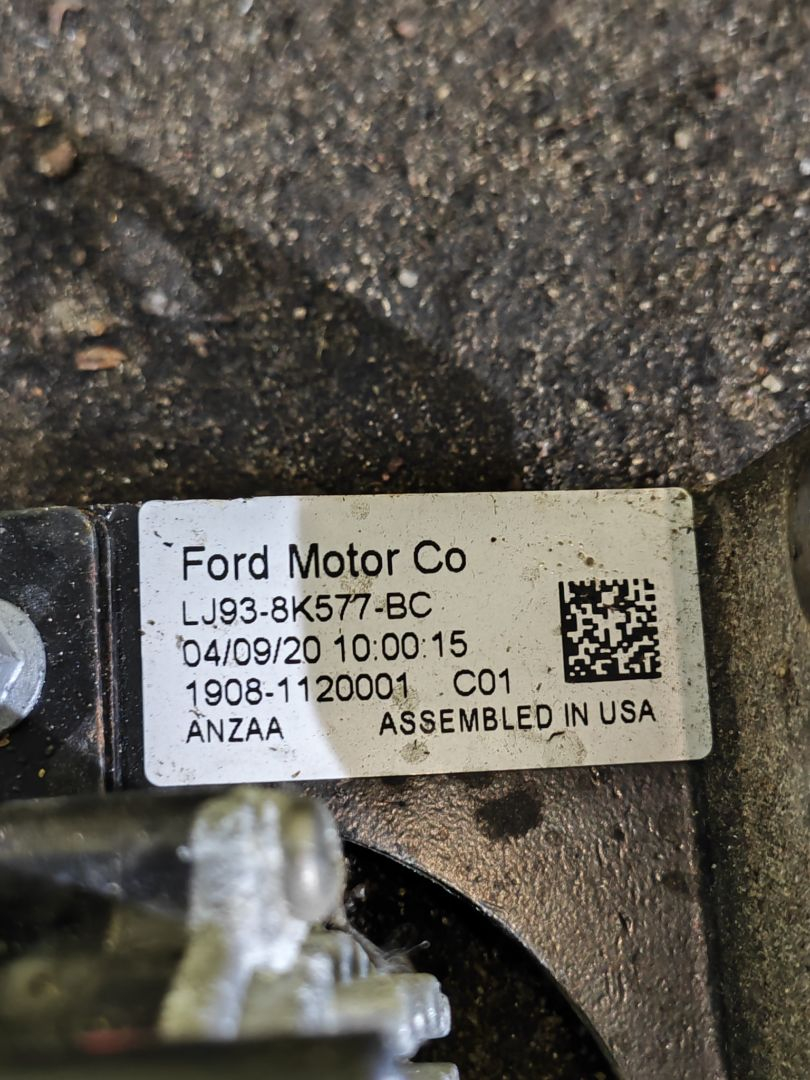 Ford Motor Co
LJ93-8K577-BC
04/09/20 10:00:15
1908-1120001 C01
ANZAA ASSEMBLED IN USA